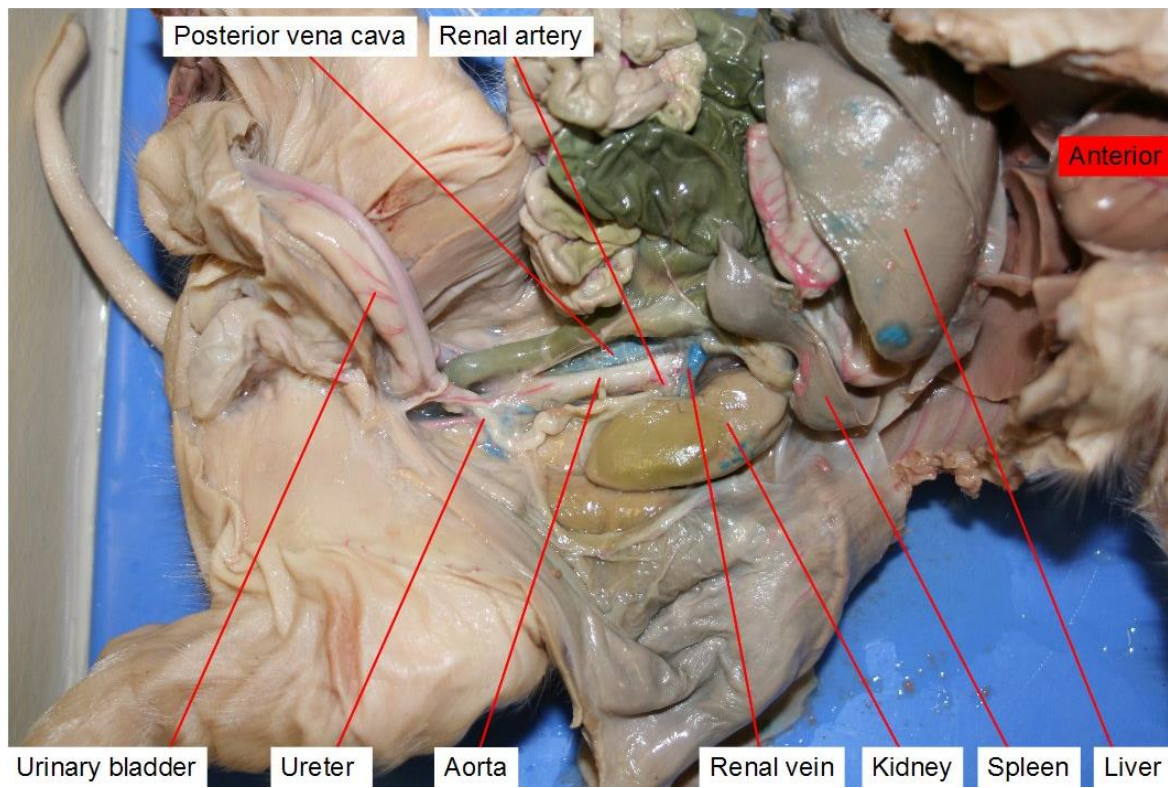 Posterior vena cava
Renal artery
Anterior
Urinary bladder
Ureter
Aorta
Renal vein
Kidney
Spleen
Liver